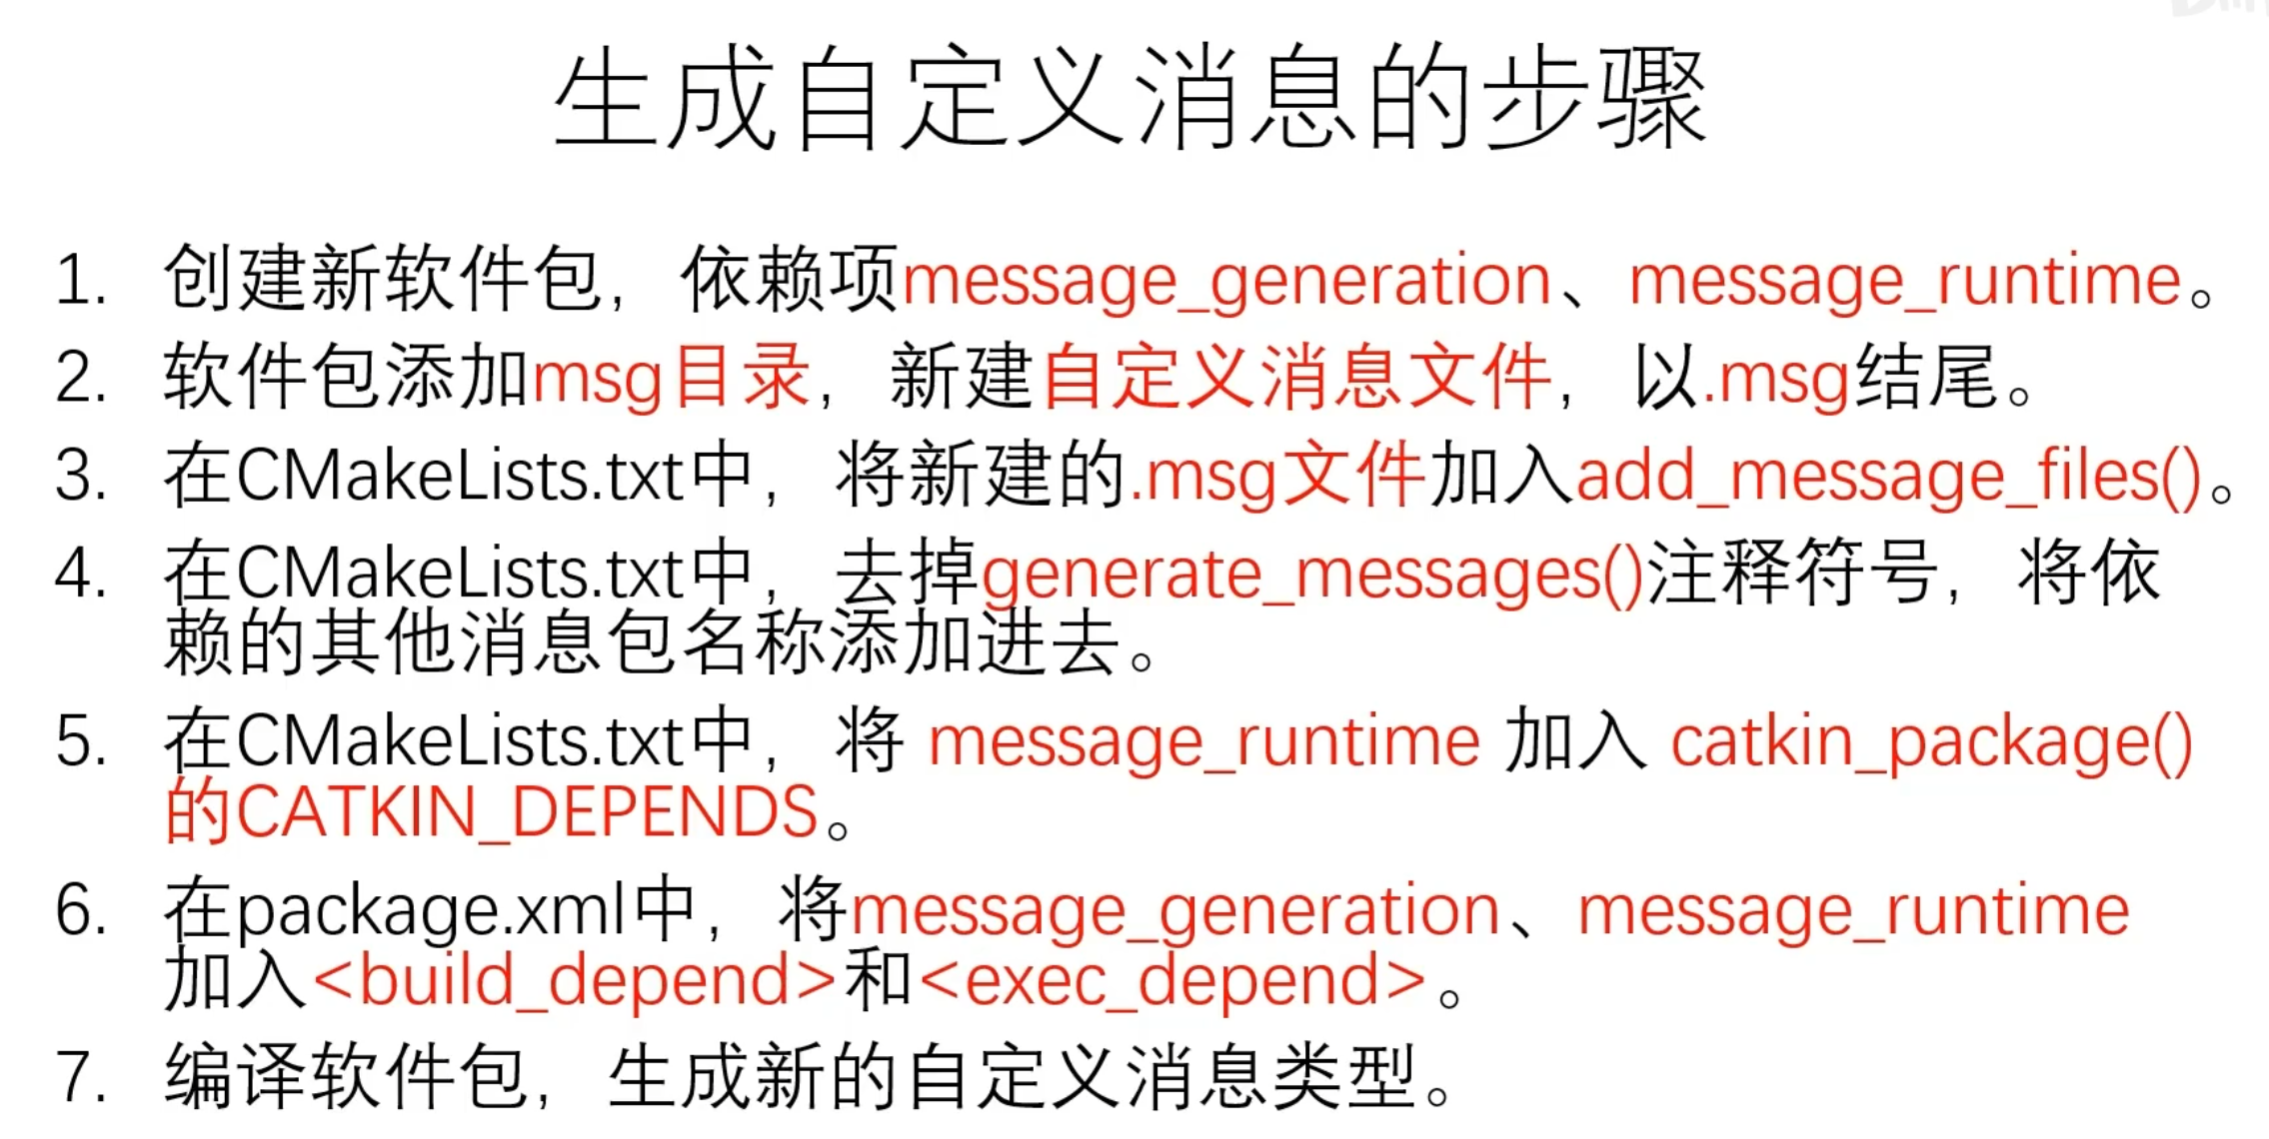 生成自定义消息的步骤
1. 创建新软件包，依赖项message_generation、message_runtime。
2. 软件包添加msg目录，新建自定义消息文件，以.msg结尾。
3. 在CMakeLists.txt中，将新建的.msg文件加入add_message_files()。
4. 在CMakeLists.txt中，去掉generate_messages()注释符号，将依
赖的其他消息包名称添加进去。
5. 在CMakeLists.txt中，将 message_runtime 加入 catkin_package()
的CATKIN_DEPENDS。
6. 在package.xml中，将message_generation、message_runtime
加入<build_depend>和<exec_depend>。
7. 编译软件包，生成新的自定义消息类型。